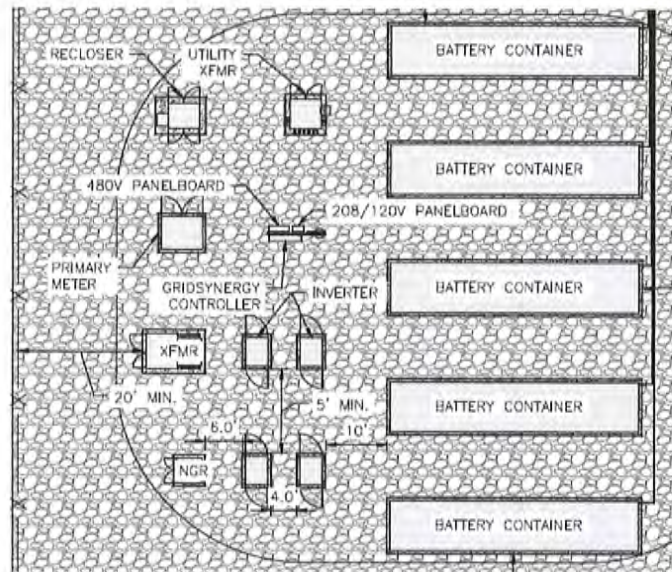 RECLOSER
UTILITY
XFMR
BATTERY CONTAINER
BATTERY CONTAINER
480V PANELBOARD
208/120V PANELBOARD
PRIMARY
METER
GRIDSYNERGY
CONTROLLER
INVERTER
BATTERY CONTAINER
XFMR
20' MIN.
5' MIN.
BATTERY CONTAINER
6.0'
10'
NGR
4.0'
BATTERY CONTAINER